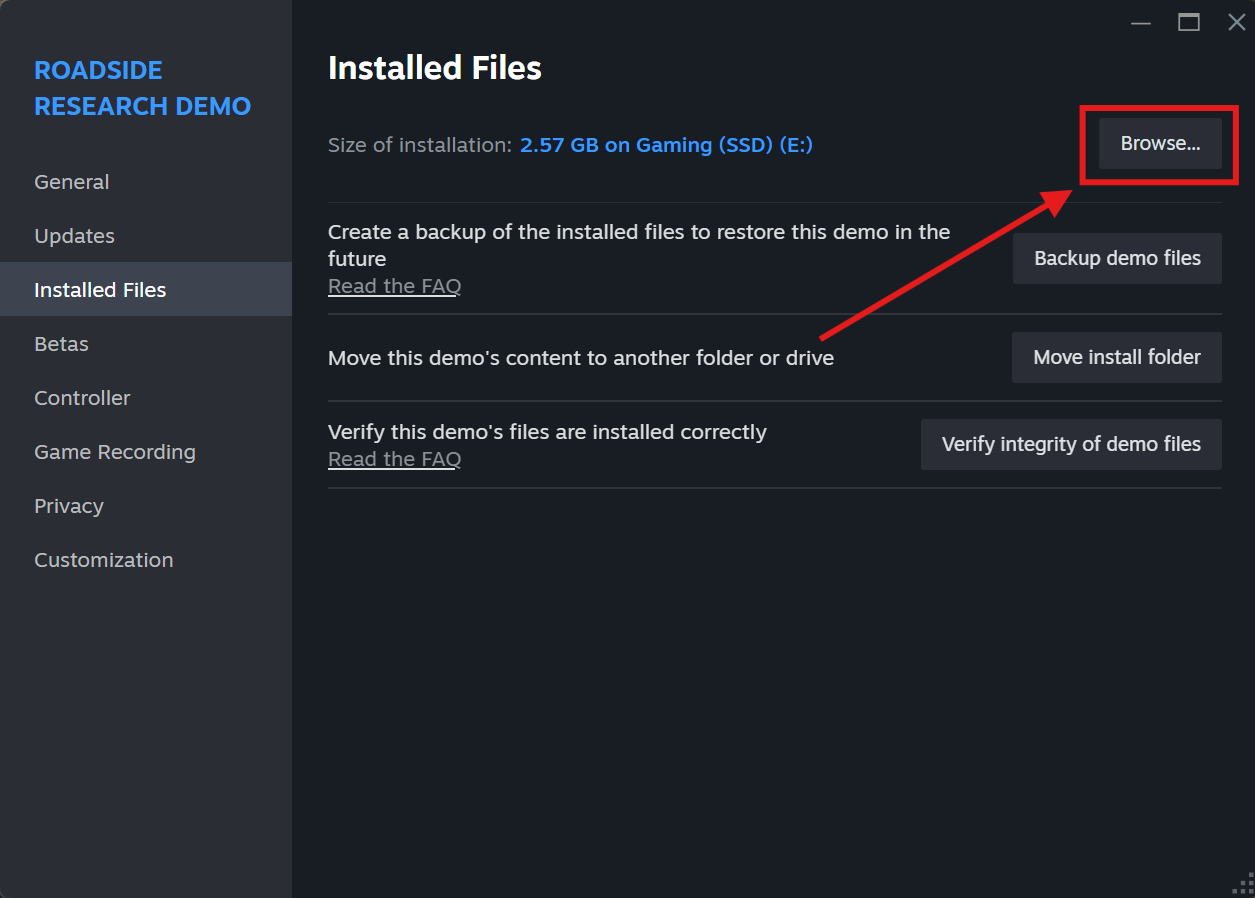 ROADSIDE
RESEARCH DEMO
General
Updates
Installed Files
Betas
Controller
Game Recording
Privacy
Customization
Installed Files
Size of installation: 2.57 GB on Gaming (SSD) (E:)
Browse...
Create a backup of the installed files to restore this demo in the
future
Read the FAQ
Backup demo files
Move this demo's content to another folder or drive
Move install folder
Verify this demo's files are installed correctly
Read the FAQ
Verify integrity of demo files